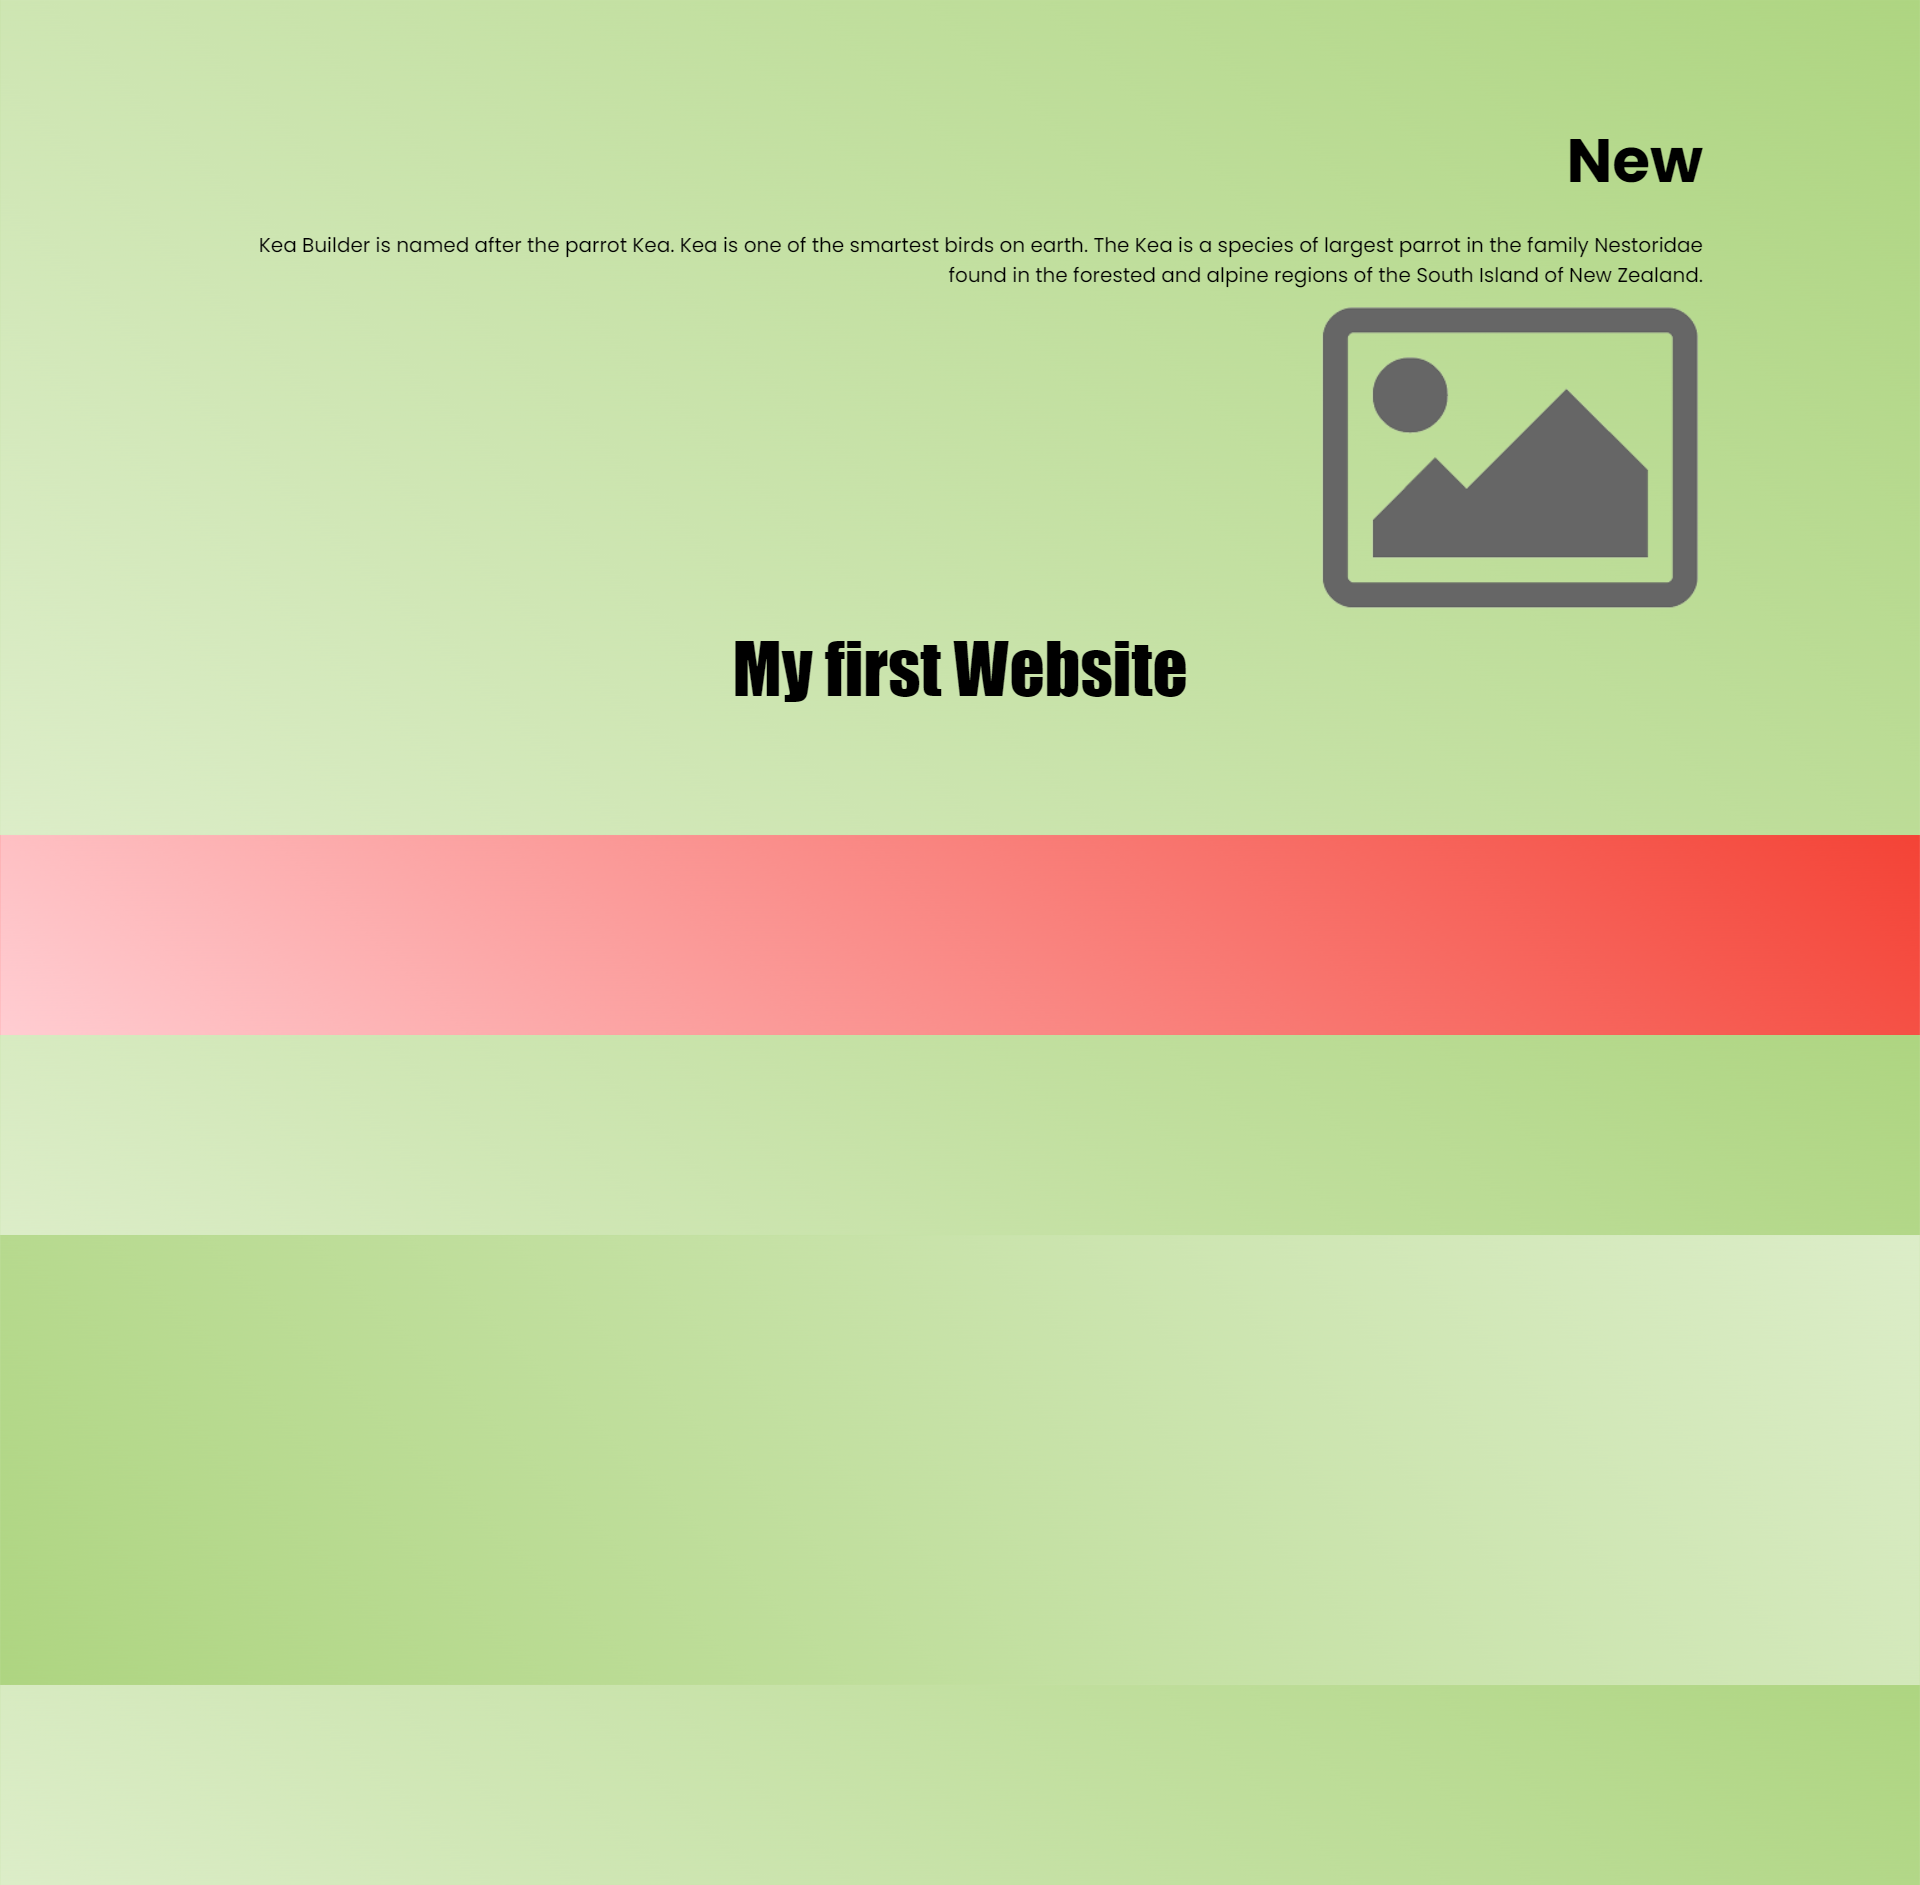 New
Kea Builder is named after the parrot Kea. Kea is one of the smartest birds on earth. The Kea is a species of largest parrot in the family Nestoridae
found in the forested and alpine regions of the South Island of New Zealand.
My first Website